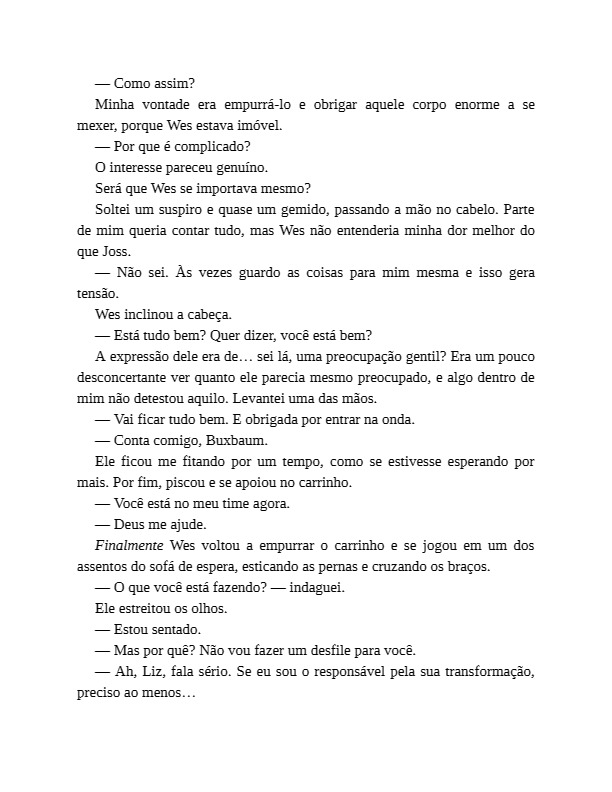 — Como assim?
Minha vontade era empurrá-lo e obrigar aquele corpo enorme a se
mexer, porque Wes estava imóvel.
— Por que é complicado?
O interesse pareceu genuíno.
Será que Wes se importava mesmo?
Soltei um suspiro e quase um gemido, passando a mão no cabelo. Parte
de mim queria contar tudo, mas Wes não entenderia minha dor melhor do
que Joss.
— Não sei. Às vezes guardo as coisas para mim mesma e isso gera
tensão.
Wes inclinou a cabeça.
— Está tudo bem? Quer dizer, você está bem?
A expressão dele era de… sei lá, uma preocupação gentil? Era um pouco
desconcertante ver quanto ele parecia mesmo preocupado, e algo dentro de
mim não detestou aquilo. Levantei uma das mãos.
— Vai ficar tudo bem. E obrigada por entrar na onda.
— Conta comigo, Buxbaum.
Ele ficou me fitando por um tempo, como se estivesse esperando por
mais. Por fim, piscou e se apoiou no carrinho.
— Você está no meu time agora.
— Deus me ajude.
Finalmente Wes voltou a empurrar o carrinho e se jogou em um dos
assentos do sofá de espera, esticando as pernas e cruzando os braços.
— O que você está fazendo? — indaguei.
Ele estreitou os olhos.
— Estou sentado.
— Mas por quê? Não vou fazer um desfile para você.
— Ah, Liz, fala sério. Se eu sou o responsável pela sua transformação,
preciso ao menos…